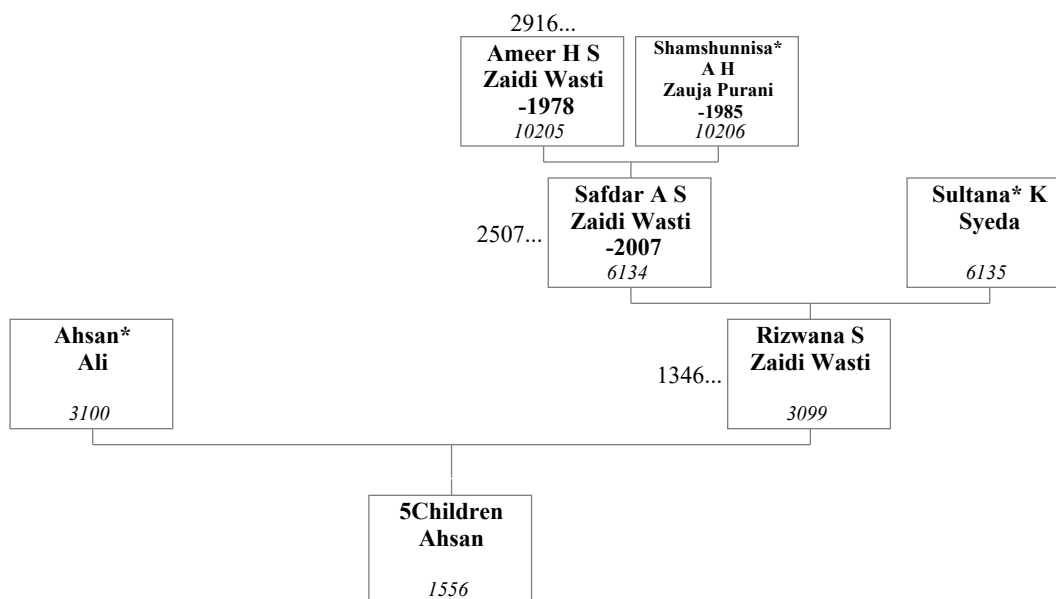 2916...
Ameer H S
Zaidi Wasti
-1978
10205
Shamshunnisa*
A H
Zauja Purani
-1985
10206
2507...
Safdar A S
Zaidi Wasti
-2007
6134
Sultana* K
Syeda
6135
Ahsan*
Ali
3100
1346...
Rizwana S
Zaidi Wasti
3099
5Children
Ahsan
1556